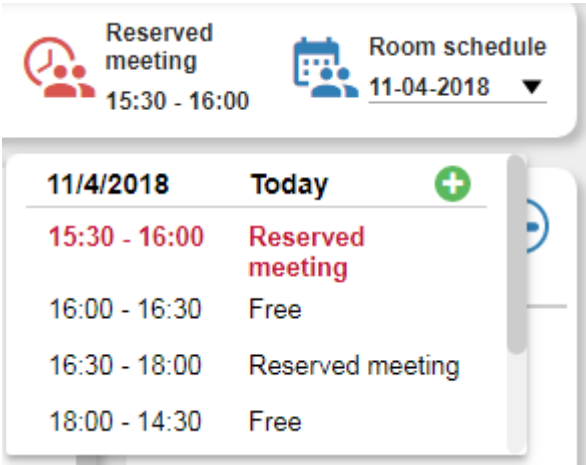 Reserved
meeting
15:30 - 16:00
Room schedule
11-04-2018
11/4/2018 Today
15:30 - 16:00 Reserved
meeting
16:00 - 16:30 Free
16:30 - 18:00 Reserved meeting
18:00 - 14:30 Free